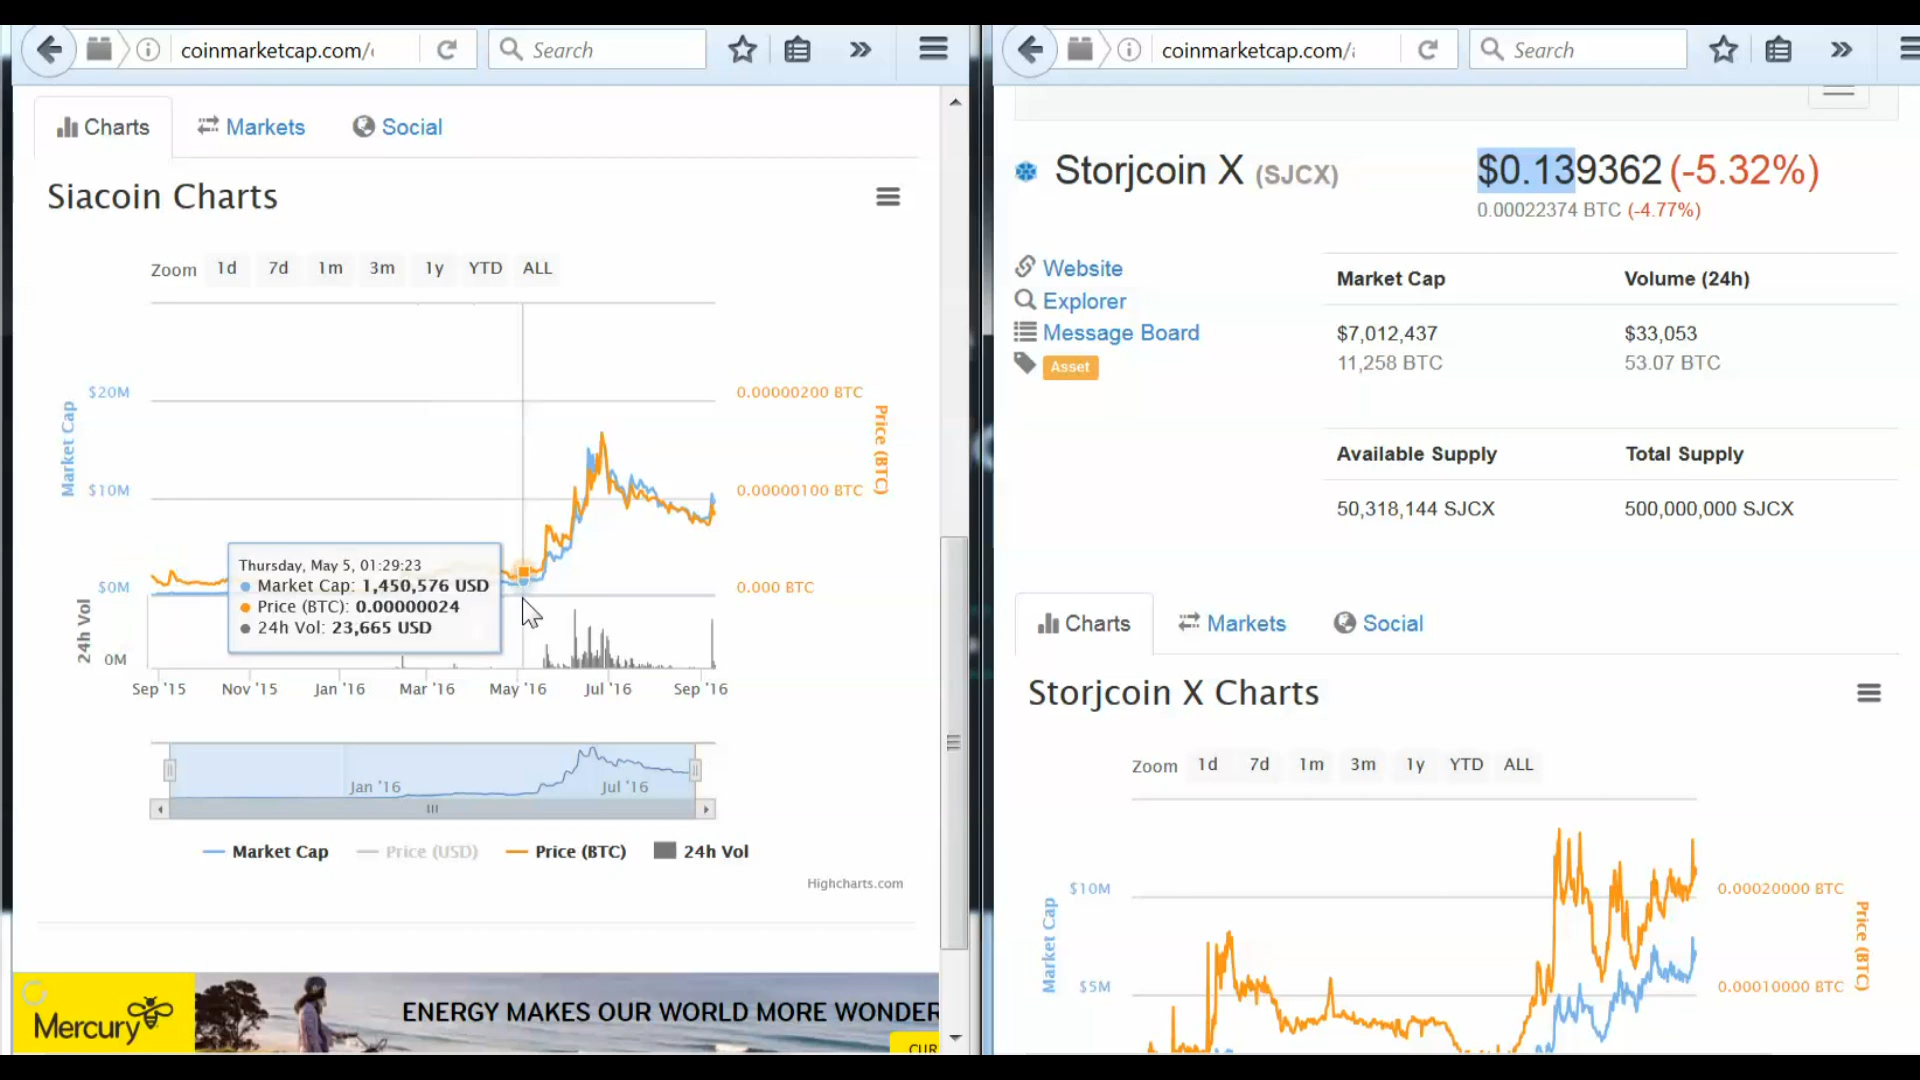 coinmarketcap.com/
Search
Charts
Markets
Social
Siacoin Charts
Zoom 1d 7d 1m 3m 1y YTD ALL
$20M
$10M
$0M
Market Cap
0.00000200 BTC
0.00000100 BTC
0.000 BTC
Price (BTC)
Thursday, May 5, 01:29:23
Market Cap: 1,450,576 USD
Price (BTC): 0.00000024
24h Vol: 23,665 USD
24h Vol
0M
Sep '15 Nov '15 Jan '16 Mar '16 May '16 Jul '16 Sep '16
Jan '16 Jul '16
Market Cap Price (USD) Price (BTC) 24h Vol
Highcharts.com
Mercury
ENERGY MAKES OUR WORLD MORE WONDER
CUR
coinmarketcap.com/
Search
Storjcoin X (SJCX)
$0.139362 (-5.32%)
0.00022374 BTC (-4.77%)
Website
Explorer
Message Board
Asset
Market Cap Volume (24h)
$7,012,437 $33,053
11,258 BTC 53.07 BTC
Available Supply Total Supply
50,318,144 SJCX 500,000,000 SJCX
Charts
Markets
Social
Storjcoin X Charts
Zoom 1d 7d 1m 3m 1y YTD ALL
$10M
$5M
Market Cap
0.00020000 BTC
0.00010000 BTC
Price (BTC)